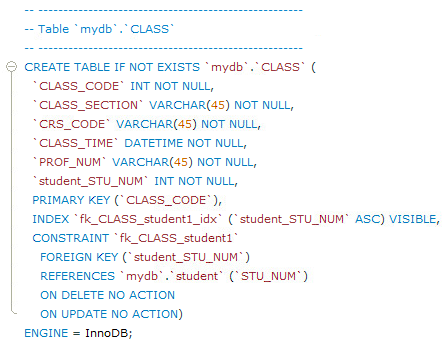 -- -----------------------------------------------------
-- Table `mydb`.`CLASS`
-- -----------------------------------------------------
CREATE TABLE IF NOT EXISTS `mydb`.`CLASS` (
  `CLASS_CODE` INT NOT NULL,
  `CLASS_SECTION` VARCHAR(45) NOT NULL,
  `CRS_CODE` VARCHAR(45) NOT NULL,
  `CLASS_TIME` DATETIME NOT NULL,
  `PROF_NUM` VARCHAR(45) NOT NULL,
  `student_STU_NUM` INT NOT NULL,
  PRIMARY KEY (`CLASS_CODE`),
  INDEX `fk_CLASS_student1_idx` (`student_STU_NUM` ASC) VISIBLE,
  CONSTRAINT `fk_CLASS_student1`
    FOREIGN KEY (`student_STU_NUM`)
    REFERENCES `mydb`.`student` (`STU_NUM`)
    ON DELETE NO ACTION
    ON UPDATE NO ACTION)
ENGINE = InnoDB;